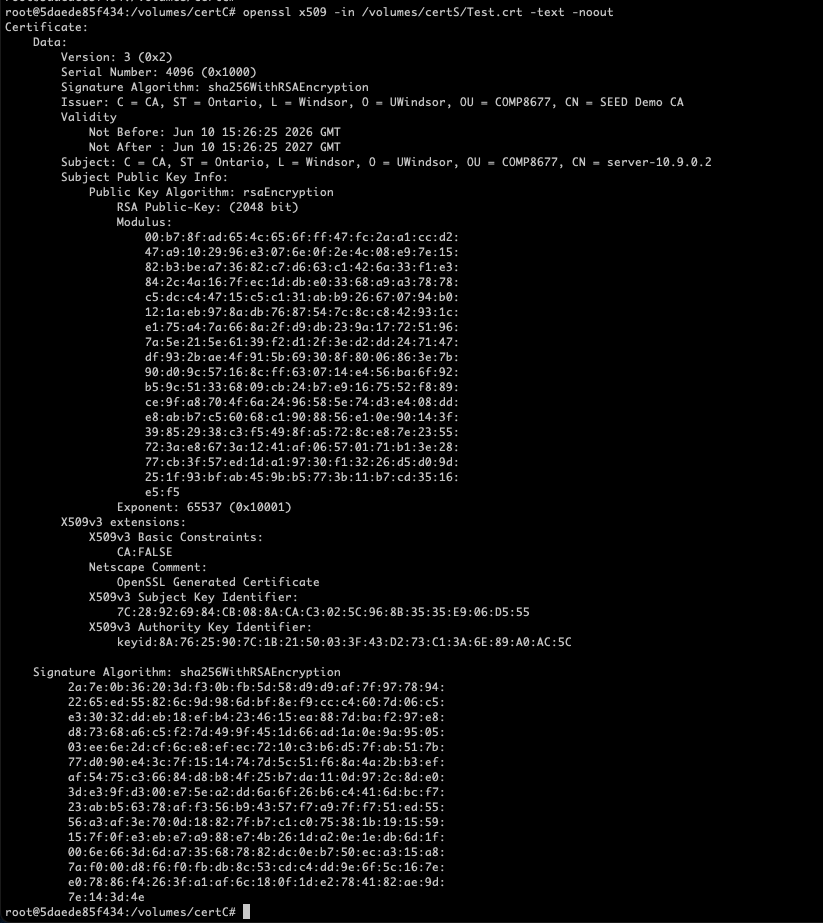 root@5daede85f434:/volumes/certC# openssl x509 -in /volumes/certS/Test.crt -text -noout
Certificate:
    Data:
        Version: 3 (0x2)
        Serial Number: 4096 (0x1000)
        Signature Algorithm: sha256WithRSAEncryption
        Issuer: C = CA, ST = Ontario, L = Windsor, O = UWindsor, OU = COMP8677, CN = SEED Demo CA
        Validity
            Not Before: Jun 10 15:26:25 2026 GMT
            Not After : Jun 10 15:26:25 2027 GMT
        Subject: C = CA, ST = Ontario, L = Windsor, O = UWindsor, OU = COMP8677, CN = server-10.9.0.2
        Subject Public Key Info:
            Public Key Algorithm: rsaEncryption
                RSA Public-Key: (2048 bit)
                Modulus:
                    00:b7:8f:ad:65:4c:65:6f:ff:47:fc:2a:a1:cc:d2:
                    47:a9:10:29:96:e3:07:6e:0f:2e:4c:08:e9:7e:15:
                    82:b3:be:a7:36:82:c7:d6:63:c1:42:6a:33:f1:e3:
                    84:2c:4a:16:7f:ec:1d:db:e0:33:68:a9:a3:78:78:
                    c5:dc:c4:47:15:c5:c1:31:ab:b9:26:67:07:94:b0:
                    12:1a:eb:97:8a:db:76:87:54:7c:8c:c8:42:93:1c:
                    e1:75:a4:7a:66:8a:2f:d9:db:23:9a:17:72:51:96:
                    7a:5e:21:5e:61:39:f2:d1:2f:3e:d2:dd:24:71:47:
                    df:93:2b:ae:4f:91:5b:69:30:8f:80:06:86:3e:7b:
                    90:d0:9c:57:16:8c:ff:63:07:14:e4:56:ba:6f:92:
                    b5:9c:51:33:68:09:cb:24:b7:e9:16:75:52:f8:89:
                    ce:9f:a8:70:4f:6a:24:96:58:5e:74:d3:e4:08:dd:
                    e8:ab:b7:c5:60:68:c1:90:88:56:e1:0e:90:14:3f:
                    39:85:29:38:c3:f5:49:8f:a5:72:8c:e8:7e:23:55:
                    72:3a:e8:67:3a:12:41:af:06:57:01:71:b1:3e:28:
                    77:cb:3f:57:ed:1d:a1:97:30:f1:32:26:d5:d0:9d:
                    25:1f:93:bf:ab:45:9b:b5:77:3b:11:b7:cd:35:16:
                    e5:f5
                Exponent: 65537 (0x10001)
        X509v3 extensions:
            X509v3 Basic Constraints:
                CA:FALSE
            Netscape Comment:
                OpenSSL Generated Certificate
            X509v3 Subject Key Identifier:
                7C:28:92:69:84:CB:08:8A:CA:C3:02:5C:96:8B:35:35:E9:06:D5:55
            X509v3 Authority Key Identifier:
                keyid:8A:76:25:90:7C:1B:21:50:03:3F:43:D2:73:C1:3A:6E:89:A0:AC:5C

    Signature Algorithm: sha256WithRSAEncryption
         2a:7e:0b:36:20:3d:f3:0b:fb:5d:58:d9:d9:af:7f:97:78:94:
         22:65:ed:55:82:6c:9d:98:6d:bf:8e:f9:cc:c4:60:7d:06:c5:
         e3:30:32:dd:eb:18:ef:b4:23:46:15:ea:88:7d:ba:f2:97:e8:
         d8:73:68:a6:c5:f2:7d:49:9f:45:1d:66:ad:1a:0e:9a:95:05:
         03:ee:6e:2d:cf:6c:e8:ef:ec:72:10:c3:b6:d5:7f:ab:51:7b:
         77:d0:90:e4:3c:7f:15:14:74:7d:5c:51:f6:8a:4a:2b:b3:ef:
         af:54:75:c3:66:84:d8:b8:4f:25:b7:da:11:0d:97:2c:8d:e0:
         3d:e3:9f:d3:00:e7:5e:a2:dd:6a:6f:26:b6:c4:41:6d:bc:f7:
         23:ab:b5:63:78:af:f3:56:b9:43:57:f7:a9:7f:f7:51:ed:55:
         56:a3:af:3e:70:0d:18:82:7f:b7:c1:c0:75:38:1b:19:15:59:
         15:7f:0f:e3:eb:e7:a9:88:e7:4b:26:1d:a2:0e:1e:db:6d:1f:
         00:6e:66:3d:6d:a7:35:68:78:82:dc:0e:b7:50:ec:a3:15:a8:
         7a:f0:00:d8:f6:f0:fb:db:8c:53:cd:c4:dd:9e:6f:5c:16:7e:
         e0:78:86:f4:26:3f:a1:af:6c:18:0f:1d:e2:78:41:82:ae:9d:
         7e:14:3d:4e
root@5daede85f434:/volumes/certC#